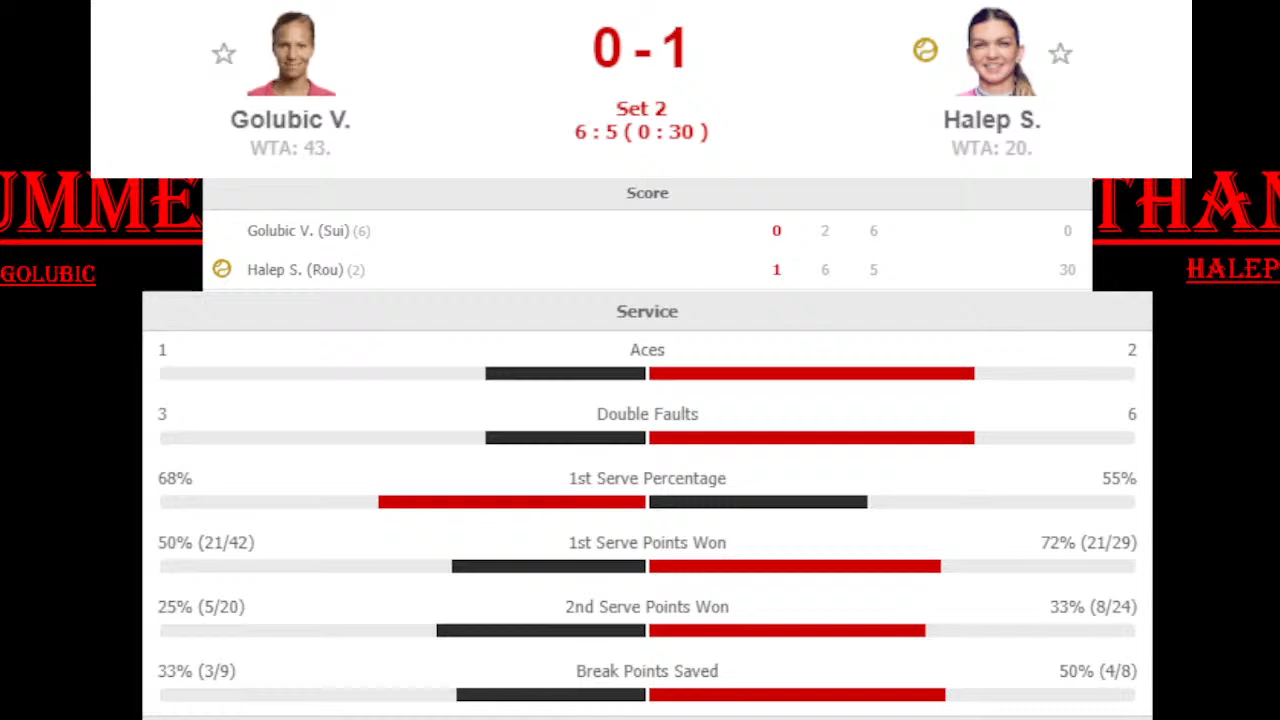 0 - 1
Golubic V.
WTA: 43.
Set 2
6 : 5 ( 0 : 30 )
Halep S.
WTA: 20.
UMME
THAN
GOLUBIC
HALEP
Score
Golubic V. (Sui) (6) 0 2 6 0
Halep S. (Rou) (2) 1 6 5 30
Service
1 Aces 2
3 Double Faults 6
68% 1st Serve Percentage 55%
50% (21/42) 1st Serve Points Won 72% (21/29)
25% (5/20) 2nd Serve Points Won 33% (8/24)
33% (3/9) Break Points Saved 50% (4/8)